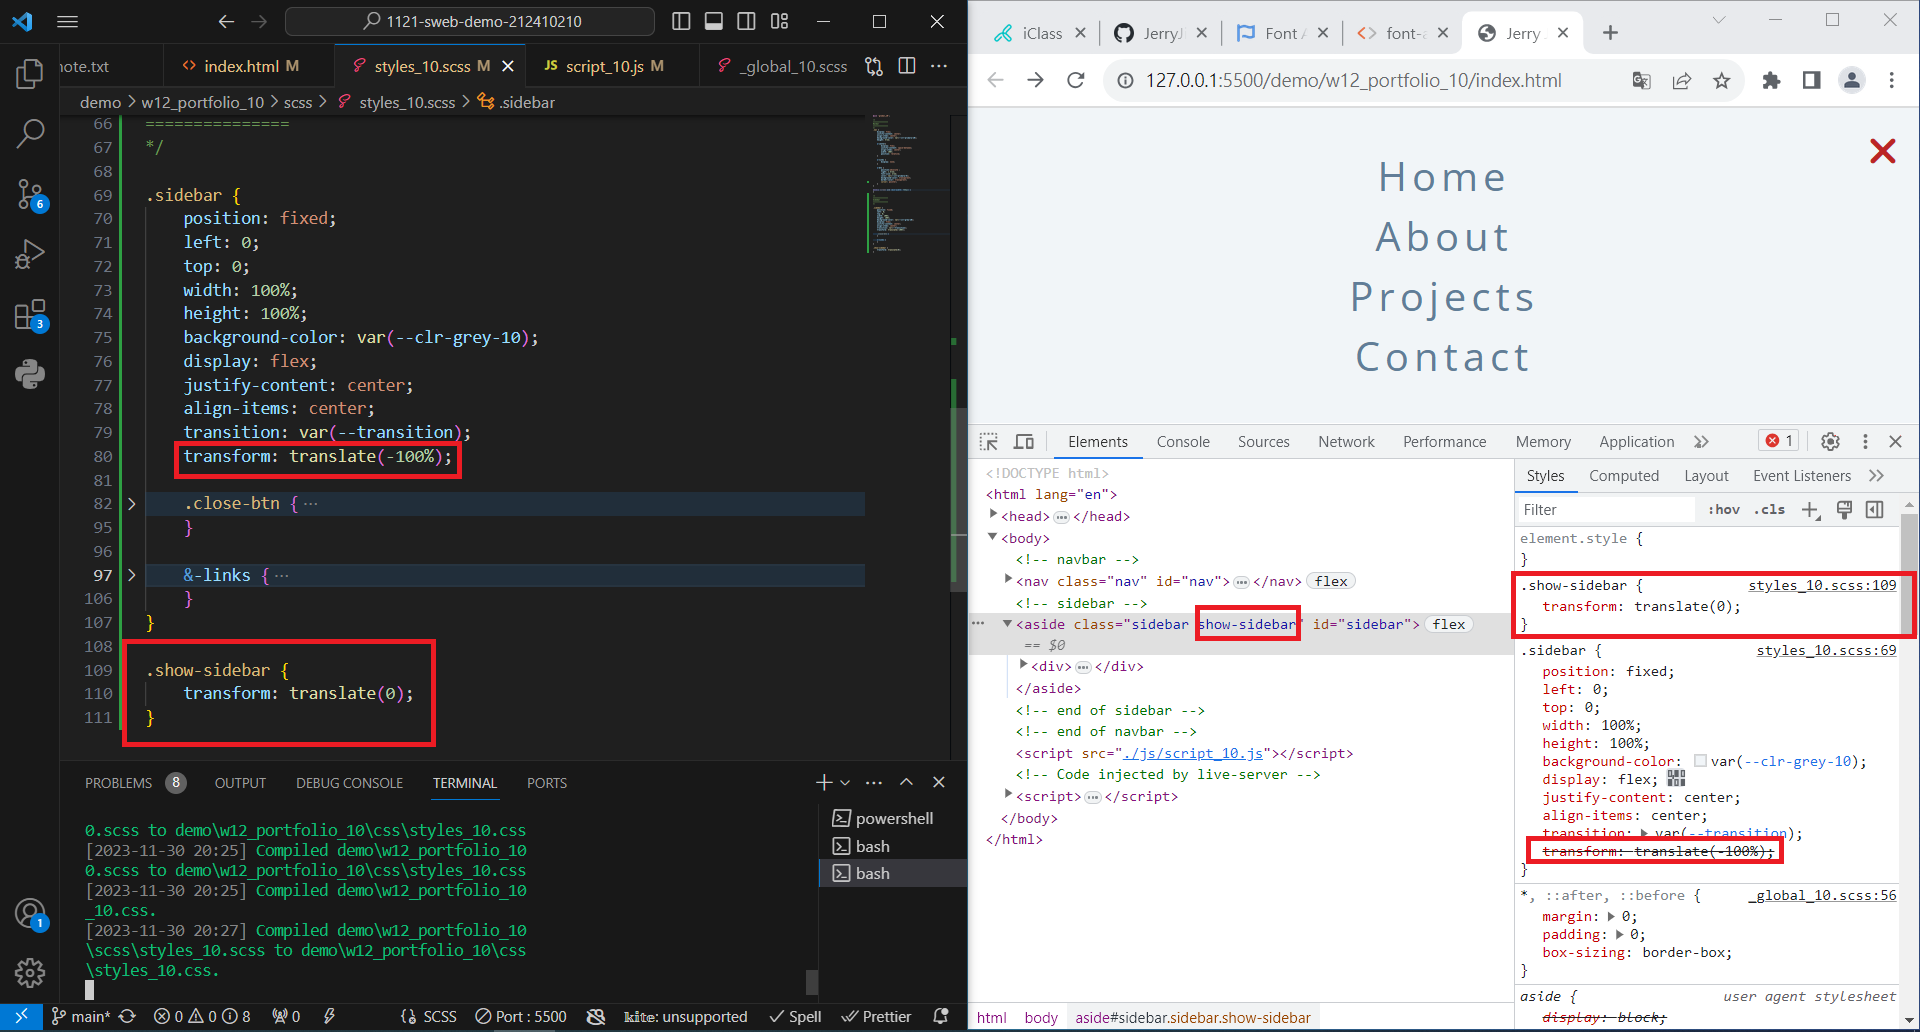 1121-sweb-demo-212410210
note.txt
index.html M
styles_10.scss M
JS script_10.js M
_global_10.scss
demo > w12_portfolio_10 > scss > styles_10.scss > .sidebar
66 ===============
67 */
68
69 .sidebar {
70 position: fixed;
71 left: 0;
72 top: 0;
73 width: 100%;
74 height: 100%;
75 background-color: var(--clr-grey-10);
76 display: flex;
77 justify-content: center;
78 align-items: center;
79 transition: var(--transition);
80 transform: translate(-100%);
81
82 .close-btn { ···
95 }
96
97 &-links { ···
106 }
107 }
108
109 .show-sidebar {
110 transform: translate(0);
111 }
6
3
1
PROBLEMS 8 OUTPUT DEBUG CONSOLE TERMINAL PORTS
0.scss to demo\w12_portfolio_10\css\styles_10.css
[2023-11-30 20:25] Compiled demo\w12_portfolio_10
0.scss to demo\w12_portfolio_10\css\styles_10.css
[2023-11-30 20:25] Compiled demo\w12_portfolio_10
_10.css.
[2023-11-30 20:27] Compiled demo\w12_portfolio_10
\scss\styles_10.scss to demo\w12_portfolio_10\css
\styles_10.css.
powershell
bash
bash
main* 0 0 8 0 SCSS Port : 5500 kite: unsupported Spell Prettier
iClass
Font
font-
Jerry
127.0.0.1:5500/demo/w12_portfolio_10/index.html
Home
About
Projects
Contact
Elements Console Sources Network Performance Memory Application 1
<!DOCTYPE html>
<html lang="en">
<head> ··· </head>
<body>
<!-- navbar -->
<nav class="nav" id="nav"> ··· </nav> flex
<!-- sidebar -->
<aside class="sidebar show-sidebar" id="sidebar"> flex
== $0
<div> ··· </div>
</aside>
<!-- end of sidebar -->
<!-- end of navbar -->
<script src="./js/script_10.js"></script>
<!-- Code injected by live-server -->
<script> ··· </script>
</body>
</html>
html body aside#sidebar.sidebar.show-sidebar
Styles Computed Layout Event Listeners
Filter :hov .cls
element.style {
}
.show-sidebar { styles_10.scss:109
transform: translate(0);
}
.sidebar { styles_10.scss:69
position: fixed;
left: 0;
top: 0;
width: 100%;
height: 100%;
background-color: var(--clr-grey-10);
display: flex;
justify-content: center;
align-items: center;
transition: var(--transition);
transform: translate(-100%);
}
*, ::after, ::before { _global_10.scss:56
margin: 0;
padding: 0;
box-sizing: border-box;
}
aside { user agent stylesheet
display: block;